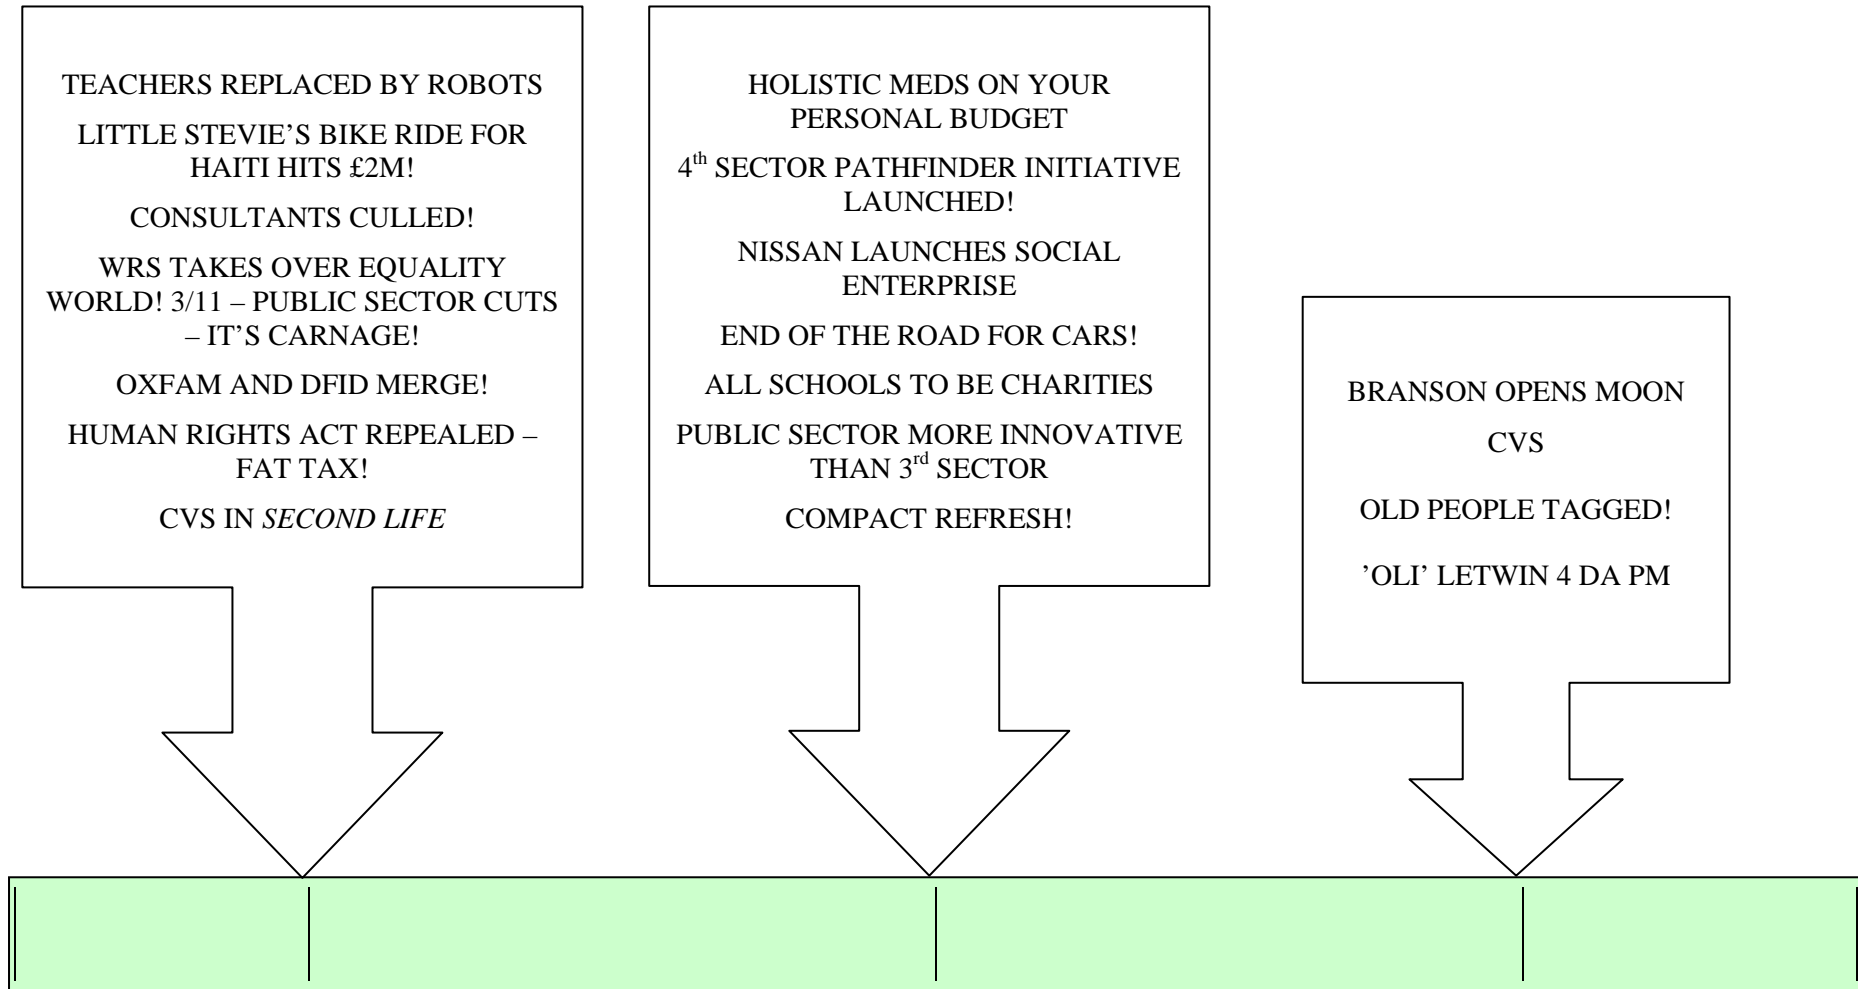 TEACHERS REPLACED BY ROBOTS
LITTLE STEVIE’S BIKE RIDE FOR
HAITI HITS £2M!
CONSULTANTS CULLED!
WRS TAKES OVER EQUALITY
WORLD! 3/11 – PUBLIC SECTOR CUTS
– IT’S CARNAGE!
OXFAM AND DFID MERGE!
HUMAN RIGHTS ACT REPEALED –
FAT TAX!
CVS IN SECOND LIFE
HOLISTIC MEDS ON YOUR
PERSONAL BUDGET
4th SECTOR PATHFINDER INITIATIVE
LAUNCHED!
NISSAN LAUNCHES SOCIAL
ENTERPRISE
END OF THE ROAD FOR CARS!
ALL SCHOOLS TO BE CHARITIES
PUBLIC SECTOR MORE INNOVATIVE
THAN 3rd SECTOR
COMPACT REFRESH!
BRANSON OPENS MOON
CVS
OLD PEOPLE TAGGED!
’OLI’ LETWIN 4 DA PM